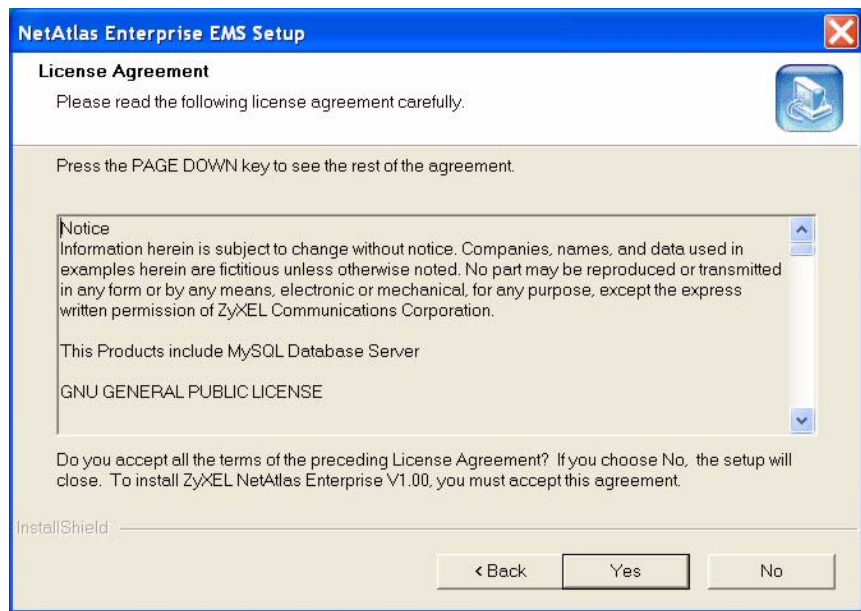 NetAtlas Enterprise EMS Setup
License Agreement
Please read the following license agreement carefully.
Press the PAGE DOWN key to see the rest of the agreement.
Notice
Information herein is subject to change without notice. Companies, names, and data used in
examples herein are fictitious unless otherwise noted. No part may be reproduced or transmitted
in any form or by any means, electronic or mechanical, for any purpose, except the express
written permission of ZyXEL Communications Corporation.
This Products include MySQL Database Server
GNU GENERAL PUBLIC LICENSE
Do you accept all the terms of the preceding License Agreement? If you choose No, the setup will
close. To install ZyXEL NetAtlas Enterprise V1.00, you must accept this agreement.
InstallShield
< Back Yes No